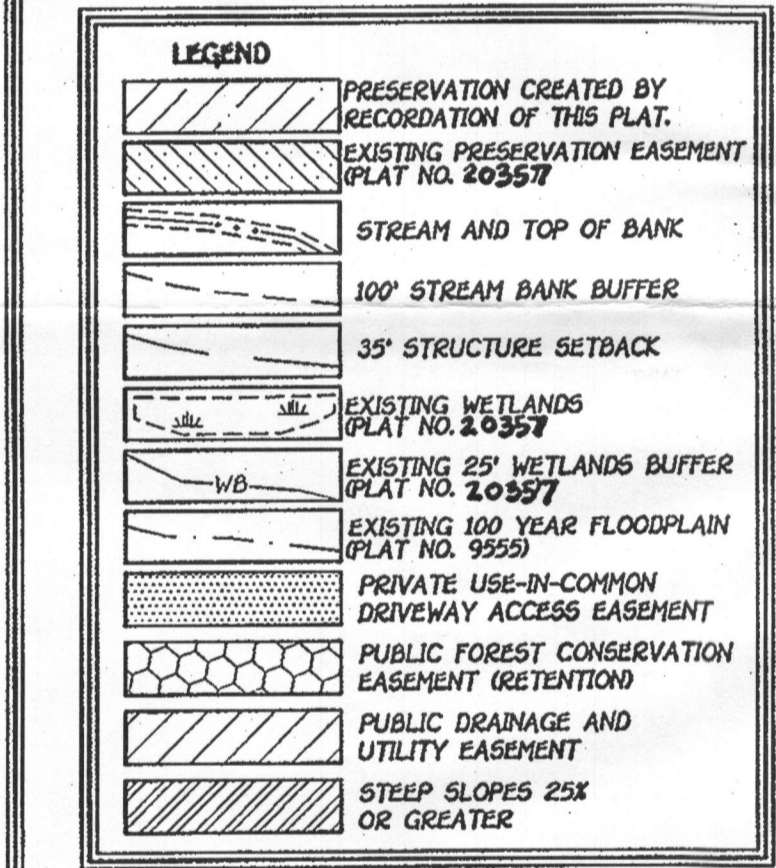 LEGEND
PRESERVATION CREATED BY
RECORDATION OF THIS PLAT.
EXISTING PRESERVATION EASEMENT
(PLAT NO. 20357
STREAM AND TOP OF BANK
100' STREAM BANK BUFFER
35' STRUCTURE SETBACK
EXISTING WETLANDS
(PLAT NO. 20357
WB
EXISTING 25' WETLANDS BUFFER
(PLAT NO. 20357
EXISTING 100 YEAR FLOODPLAIN
(PLAT NO. 9555)
PRIVATE USE-IN-COMMON
DRIVEWAY ACCESS EASEMENT
PUBLIC FOREST CONSERVATION
EASEMENT (RETENTION)
PUBLIC DRAINAGE AND
UTILITY EASEMENT
STEEP SLOPES 25%
OR GREATER